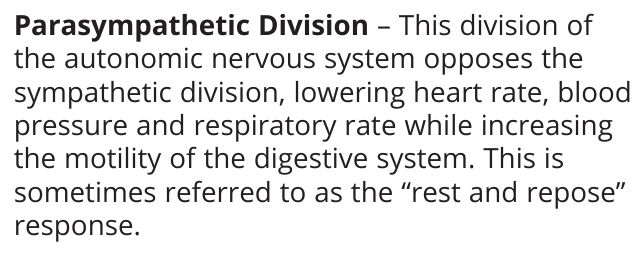 Parasympathetic Division – This division of
the autonomic nervous system opposes the
sympathetic division, lowering heart rate, blood
pressure and respiratory rate while increasing
the motility of the digestive system. This is
sometimes referred to as the “rest and repose”
response.